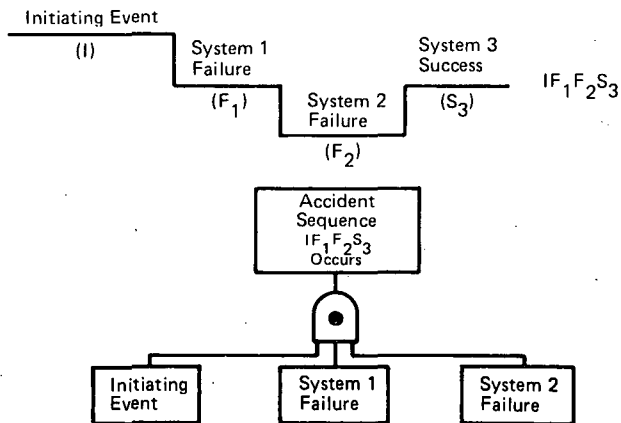 Initiating Event
(I)
System 1
Failure
(F₁)
System 2
Failure
(F₂)
System 3
Success
(S₃)
IF₁F₂S₃
Accident
Sequence
IF₁F₂S₃
Occurs
Initiating
Event
System 1
Failure
System 2
Failure